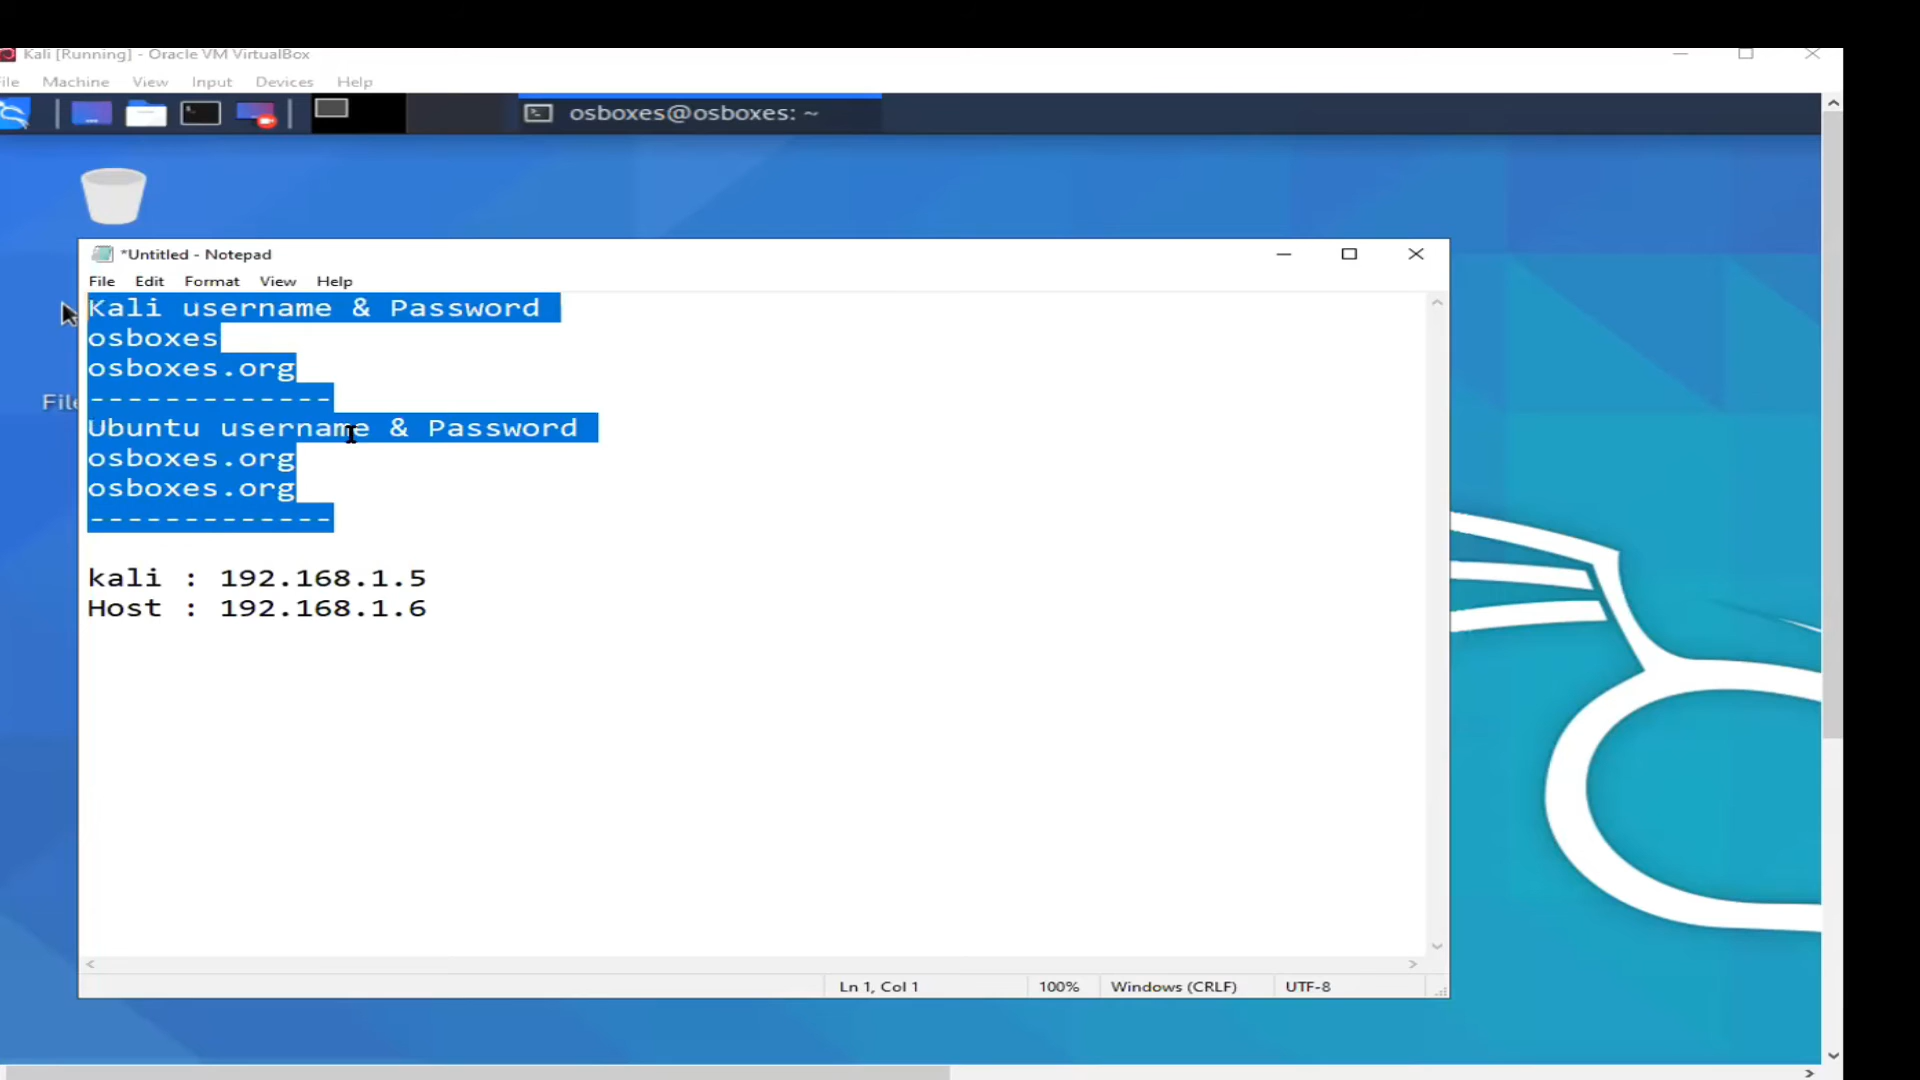 Kali [Running] - Oracle VM VirtualBox
File Machine View Input Devices Help
osboxes@osboxes: ~
*Untitled - Notepad
File Edit Format View Help
Kali username & Password
osboxes
osboxes.org
-------------
Ubuntu username & Password
osboxes.org
osboxes.org
-------------
kali : 192.168.1.5
Host : 192.168.1.6
File
Ln 1, Col 1 100% Windows (CRLF) UTF-8